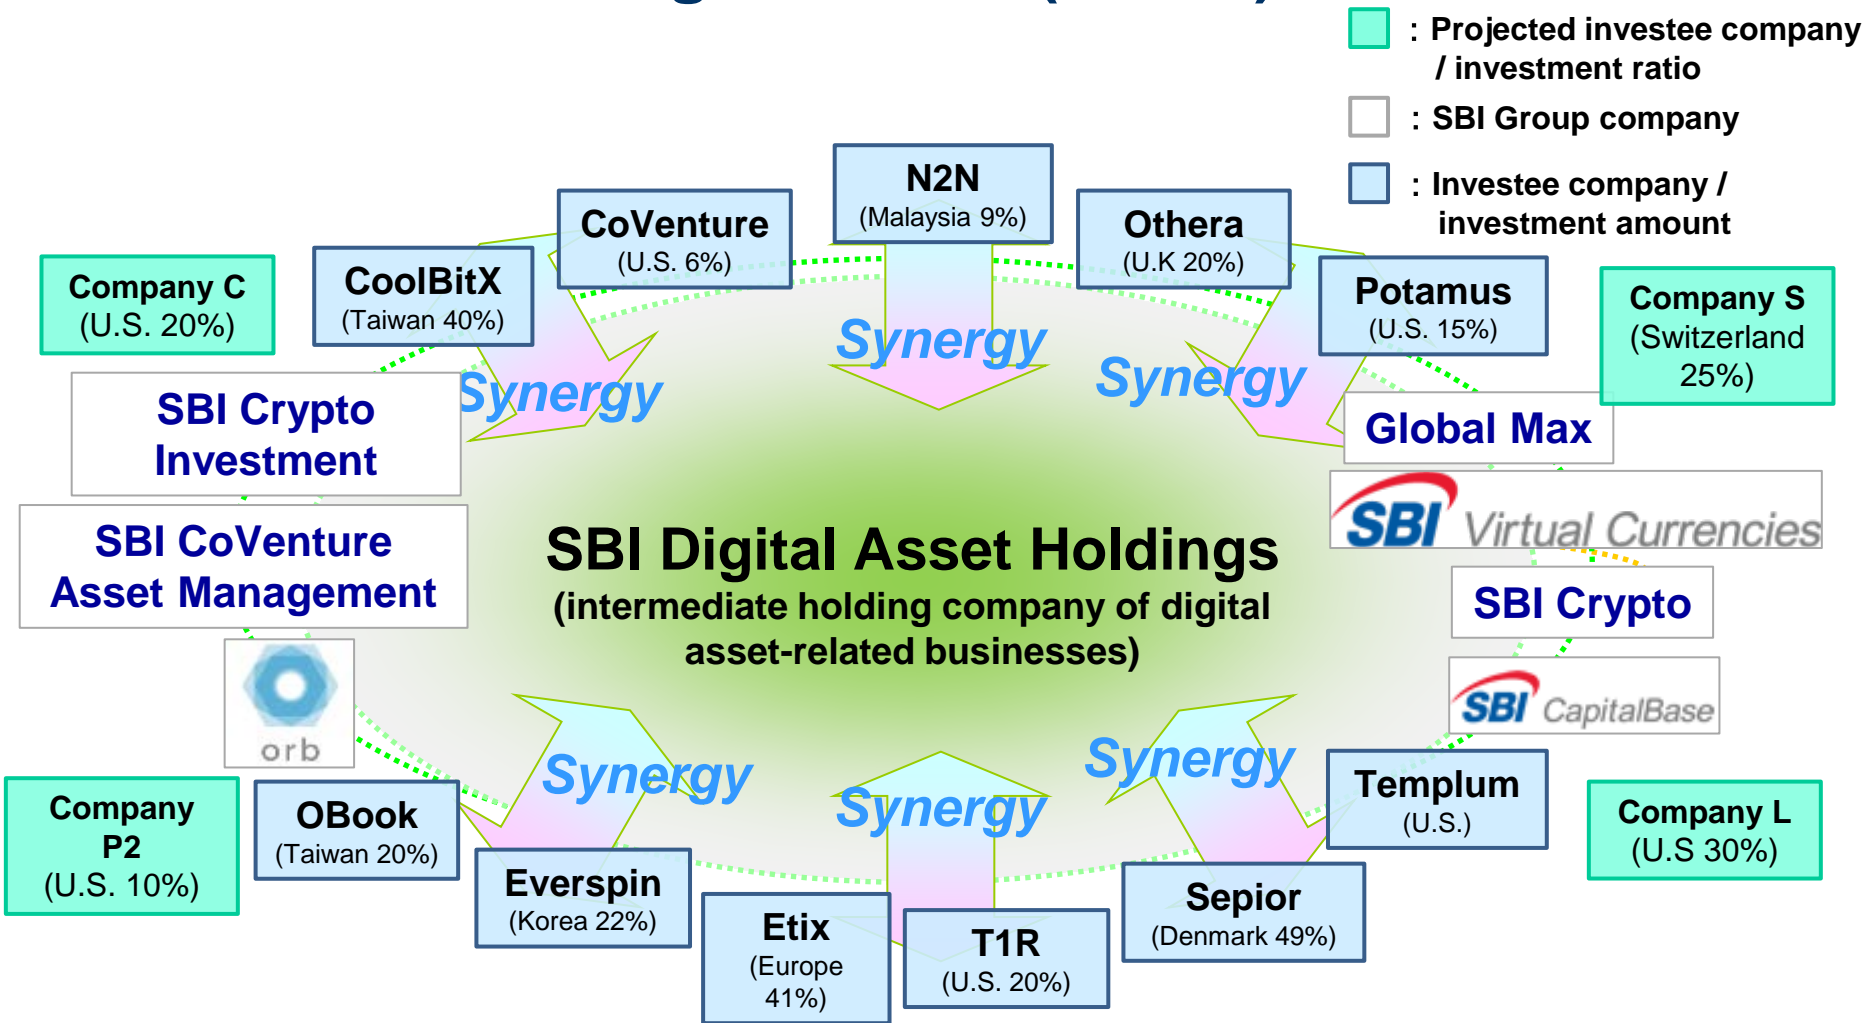 : Projected investee company
/ investment ratio
: SBI Group company
: Investee company /
investment amount
N2N
(Malaysia 9%)
CoVenture
(U.S. 6%)
Othera
(U.K 20%)
CoolBitX
(Taiwan 40%)
Potamus
(U.S. 15%)
Company C
(U.S. 20%)
Company S
(Switzerland
25%)
Synergy
Synergy
Synergy
SBI Crypto
Investment
Global Max
SBI Virtual Currencies
SBI CoVenture
Asset Management
SBI Digital Asset Holdings
(intermediate holding company of digital
asset-related businesses)
SBI Crypto
orb
SBI CapitalBase
Synergy
Synergy
Synergy
Company
P2
(U.S. 10%)
OBook
(Taiwan 20%)
Everspin
(Korea 22%)
Etix
(Europe
41%)
T1R
(U.S. 20%)
Sepior
(Denmark 49%)
Templum
(U.S.)
Company L
(U.S 30%)